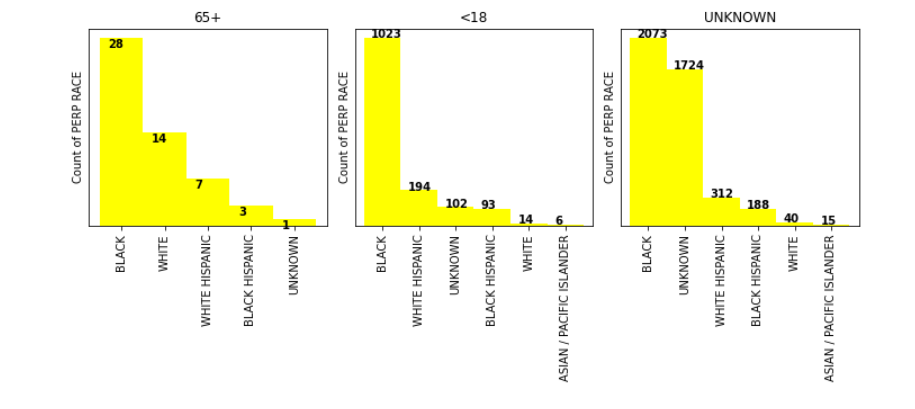 65+
Count of PERP RACE
28
14
7
3
1
BLACK
WHITE
WHITE HISPANIC
BLACK HISPANIC
UNKNOWN
<18
Count of PERP RACE
1023
194
102
93
14
6
BLACK
WHITE HISPANIC
UNKNOWN
BLACK HISPANIC
WHITE
ASIAN / PACIFIC ISLANDER
UNKNOWN
Count of PERP RACE
2073
1724
312
188
40
15
BLACK
UNKNOWN
WHITE HISPANIC
BLACK HISPANIC
WHITE
ASIAN / PACIFIC ISLANDER